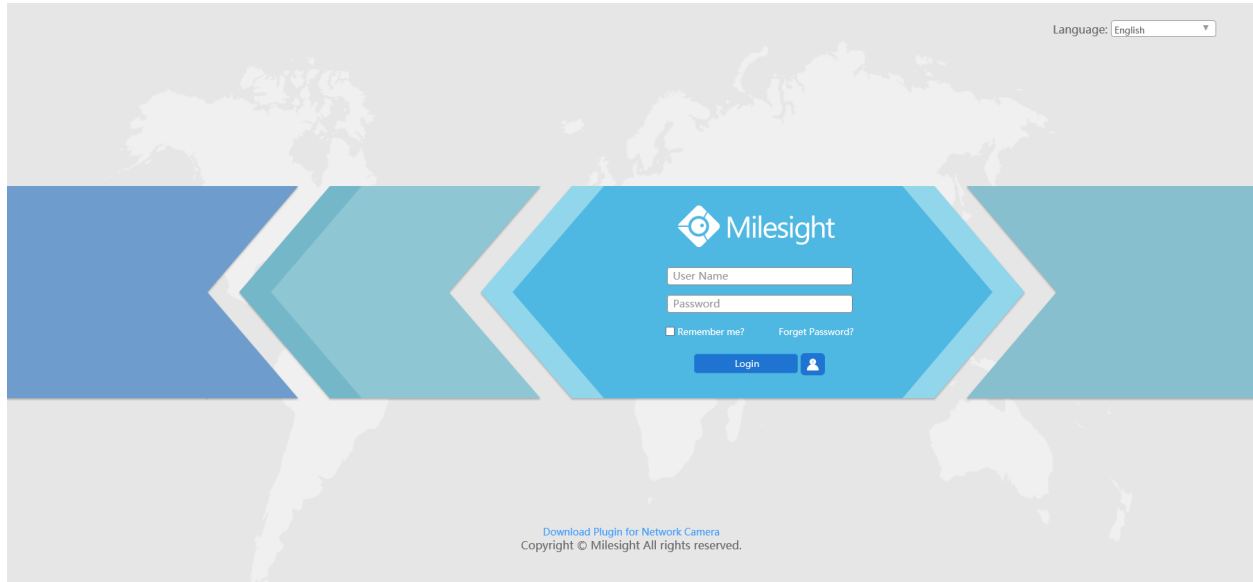 Language: English
Milesight
User Name
Password
Remember me? Forget Password?
Login
Download Plugin for Network Camera
Copyright © Milesight All rights reserved.